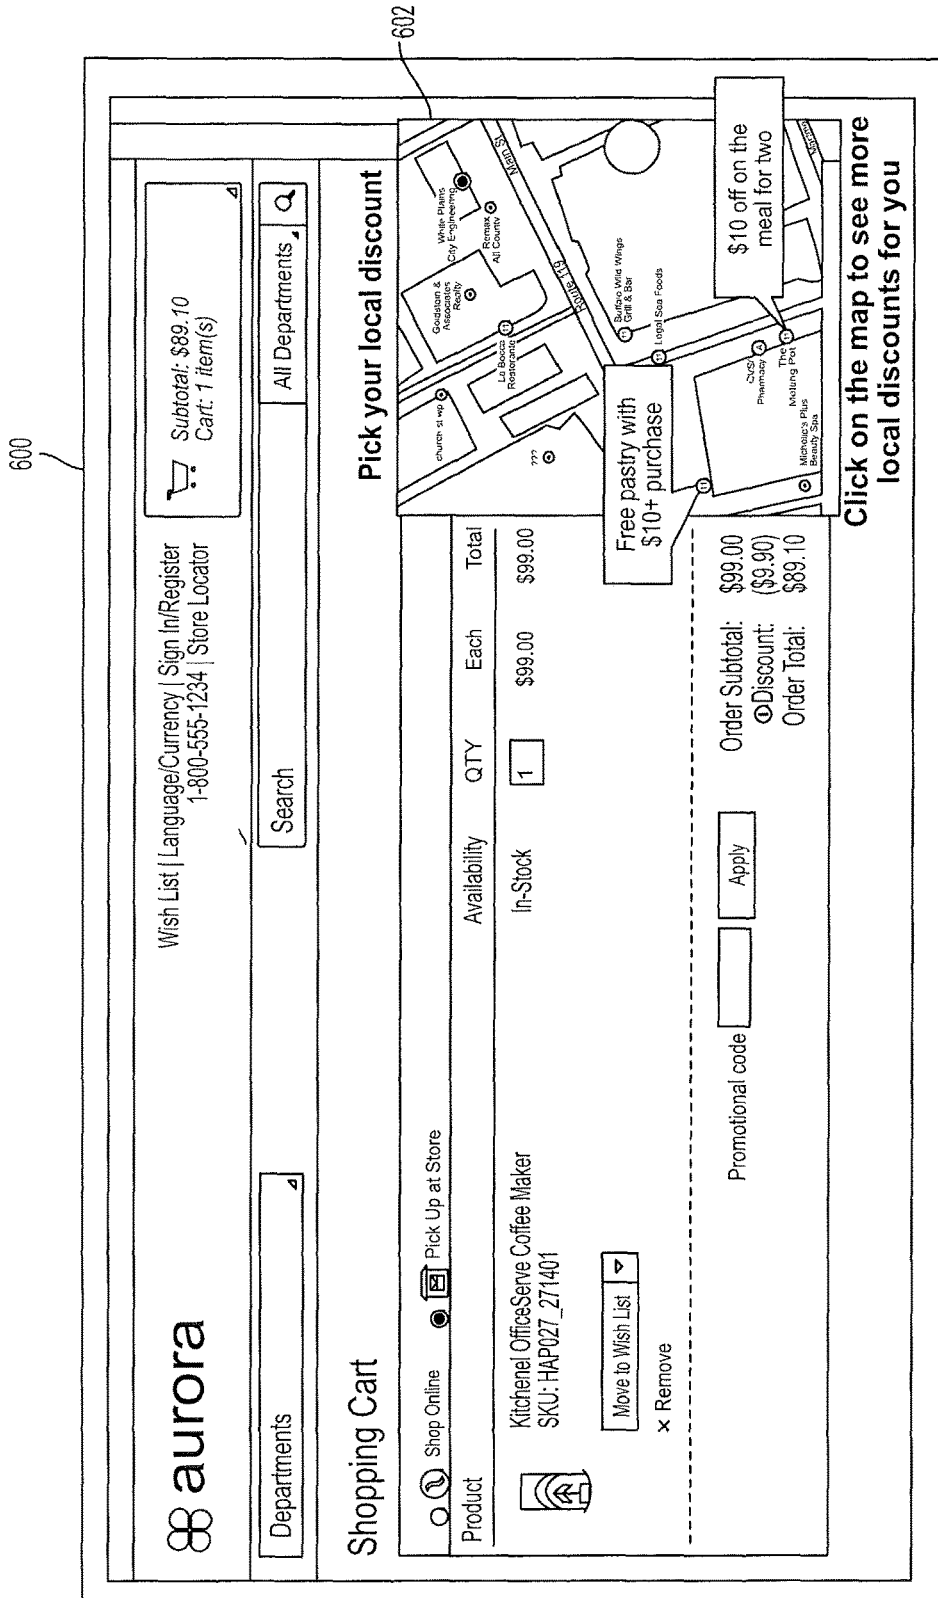 600
602
aurora
Wish List | Language/Currency | Sign In/Register
1-800-555-1234 | Store Locator
Subtotal: $89.10
Cart: 1 item(s)
Departments
Search
All Departments
Shopping Cart
Pick your local discount
Shop Online
Pick Up at Store
Product
Availability
QTY
Each
Total
Kitchenel OfficeServe Coffee Maker
SKU: HAP027_271401
In-Stock
1
$99.00
$99.00
Move to Wish List
× Remove
Promotional code
Apply
Order Subtotal: $99.00
Discount: ($9.90)
Order Total: $89.10
church st wp
Goldstein &
Associates
Realty
White Plains
City Engineering
Remax
All County
La Bocca
Restorante
???
Main St
Route 119
Buffalo Wild Wings
Grill & Bar
Legal Sea Foods
Free pastry with
$10+ purchase
CVS/
Pharmacy
The
Melting Pot
Michelle's Plus
Beauty Spa
$10 off on the
meal for two
Click on the map to see more
local discounts for you